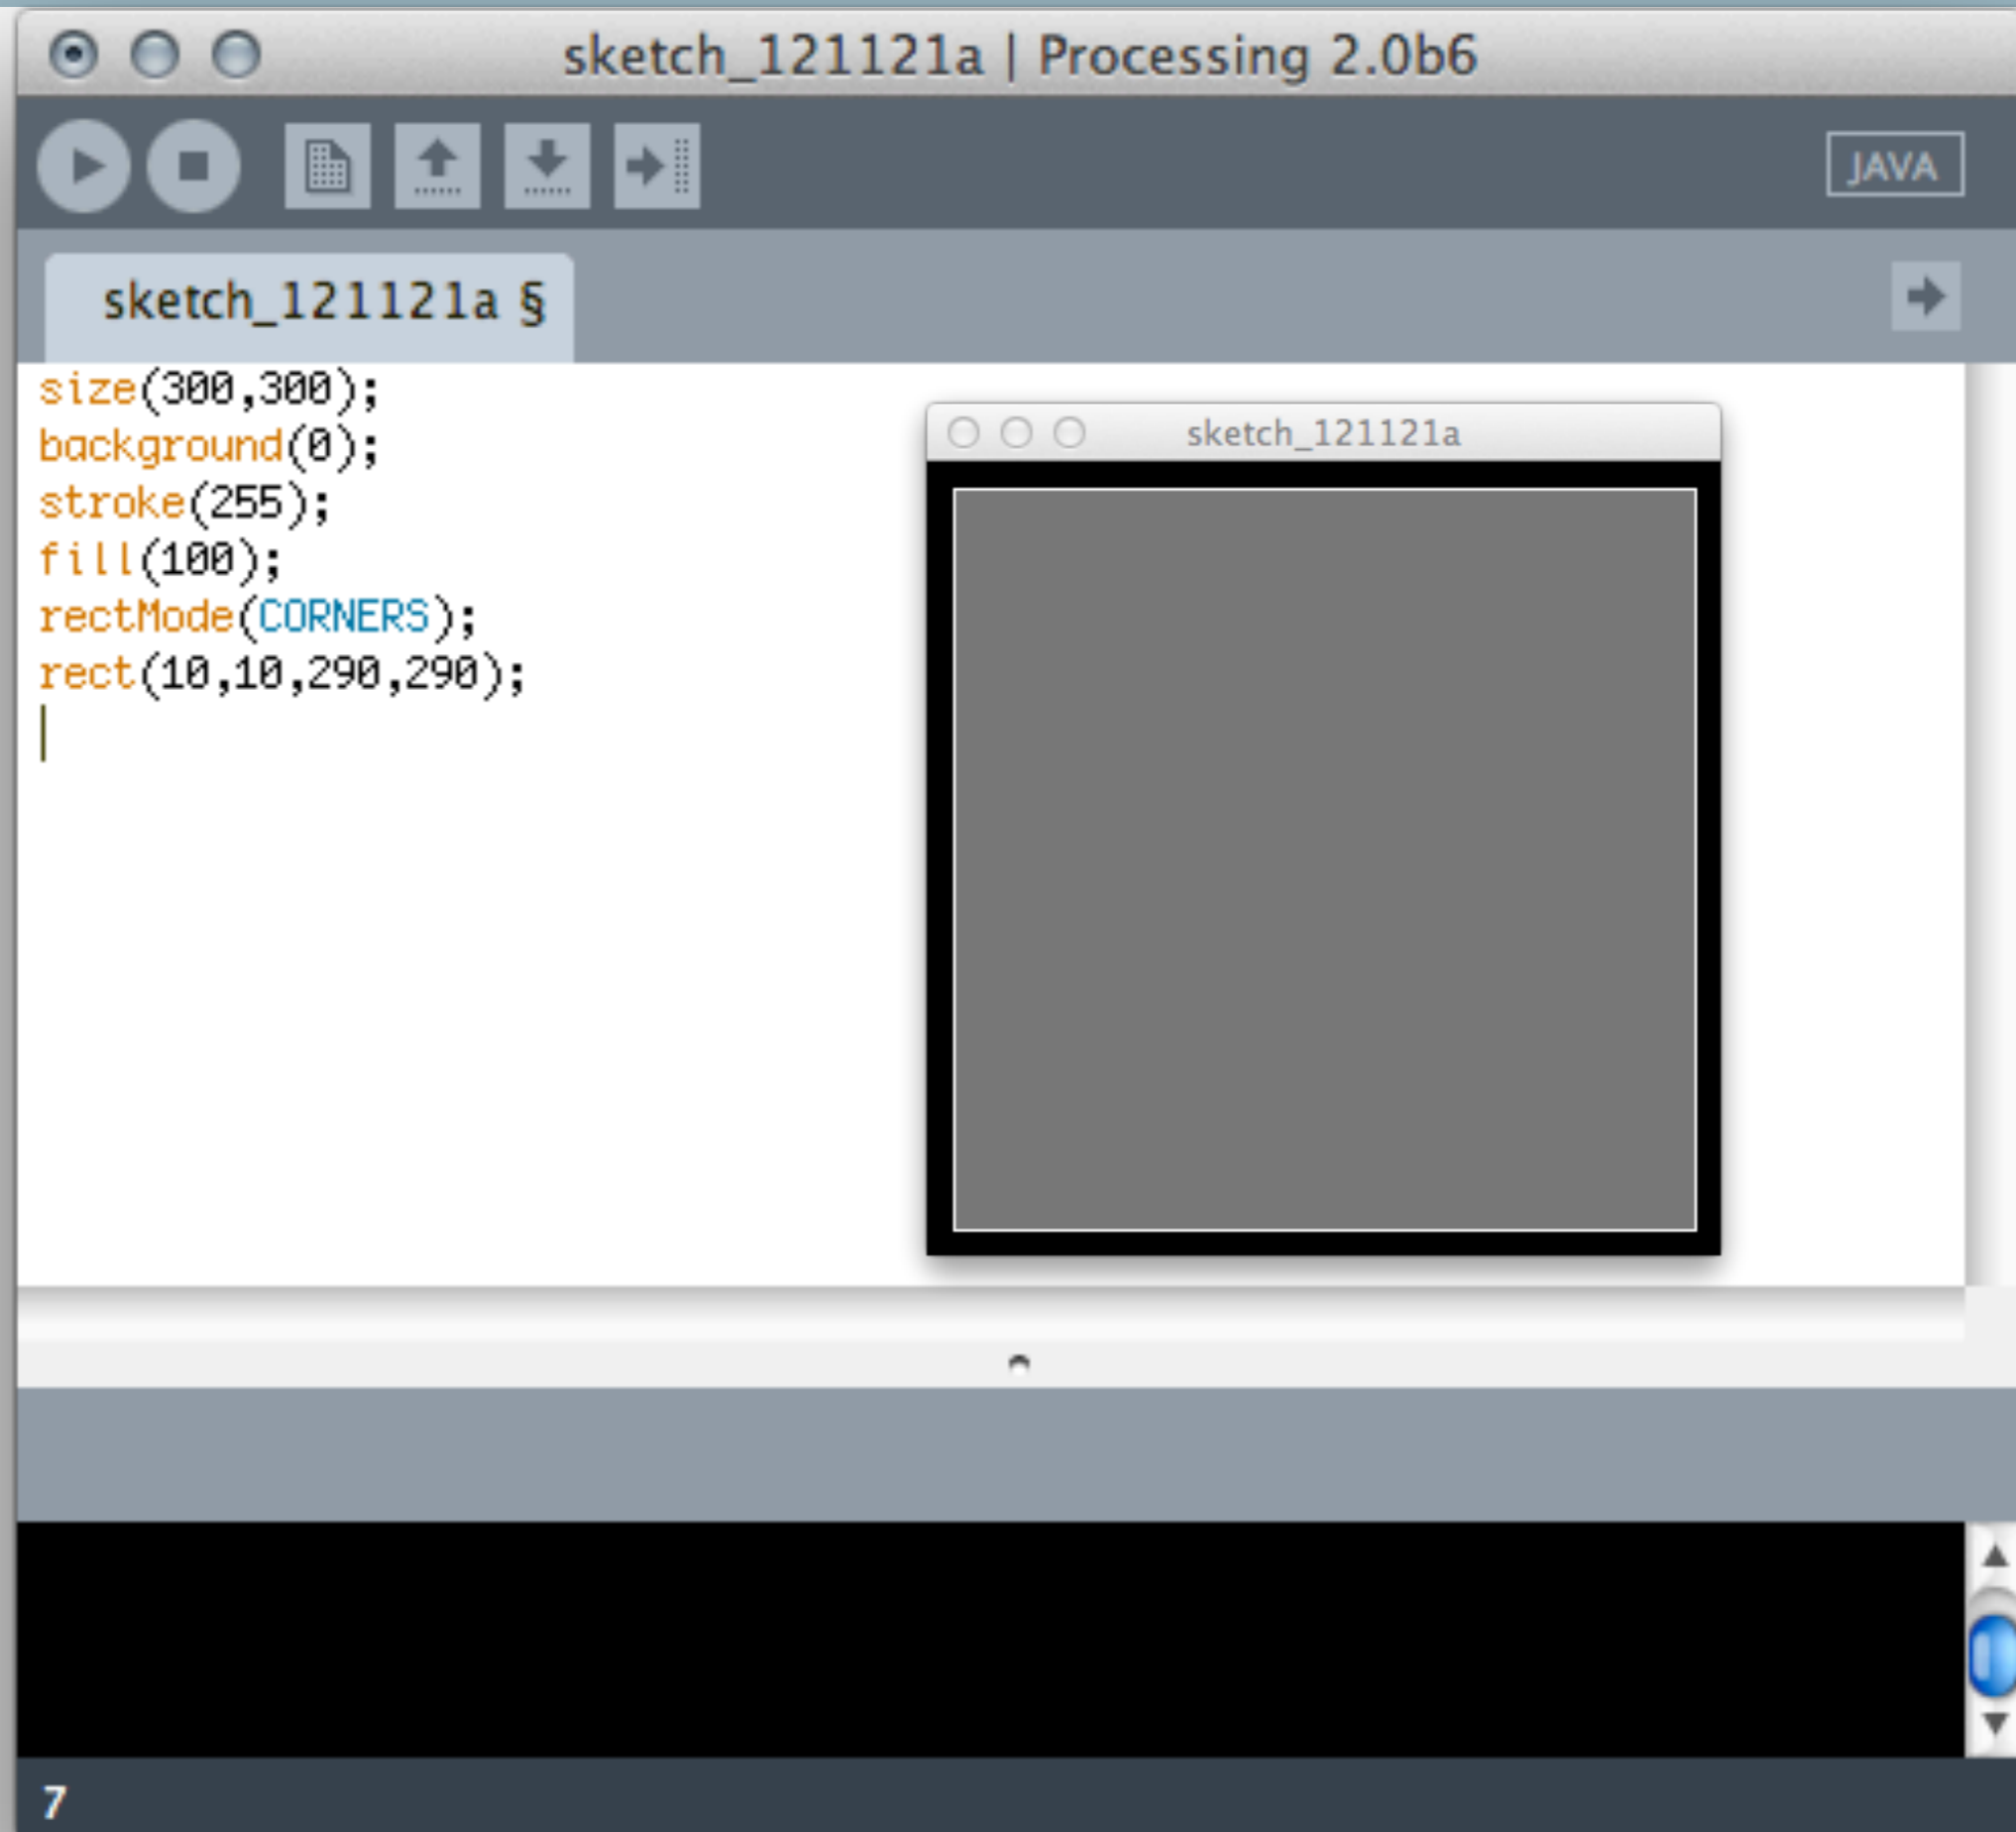 sketch_121121a | Processing 2.0b6
JAVA
sketch_121121a §
size(300,300);
background(0);
stroke(255);
fill(100);
rectMode(CORNERS);
rect(10,10,290,290);
sketch_121121a
7